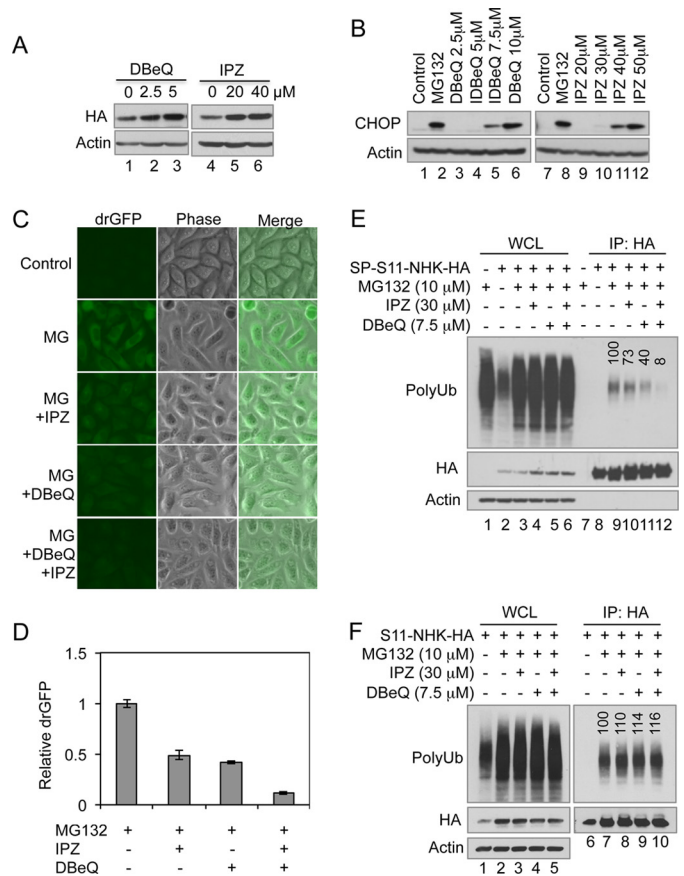 A
DBeQ IPZ
0 2.5 5 0 20 40 μM
HA
Actin
1 2 3 4 5 6
B
Control
MG132
DBeQ 2.5μM
IDBeQ 5μM
IDBeQ 7.5μM
DBeQ 10μM
Control
MG132
IPZ 20μM
IPZ 30μM
IPZ 40μM
IPZ 50μM
CHOP
Actin
1 2 3 4 5 6 7 8 9 10 11 12
C
drGFP Phase Merge
Control
MG
MG
+IPZ
MG
+DBeQ
MG
+DBeQ
+IPZ
D
Relative drGFP
1.5
1
0.5
0
MG132 + + + +
IPZ - + - +
DBeQ - - + +
E
WCL IP: HA
SP-S11-NHK-HA - + + + + + - + + + + +
MG132 (10 μM) + - + + + + + - + + + +
IPZ (30 μM) - - - + - + - - - + - +
DBeQ (7.5 μM) - - - - + + - - - - + +
100 73 40 8
PolyUb
HA
Actin
1 2 3 4 5 6 7 8 9 10 11 12
F
WCL IP: HA
S11-NHK-HA + + + + + + + + + +
MG132 (10 μM) - + + + + - + + + +
IPZ (30 μM) - - + - + - - + - +
DBeQ (7.5 μM) - - - + + - - - + +
100 110 114 116
PolyUb
HA
Actin
1 2 3 4 5 6 7 8 9 10